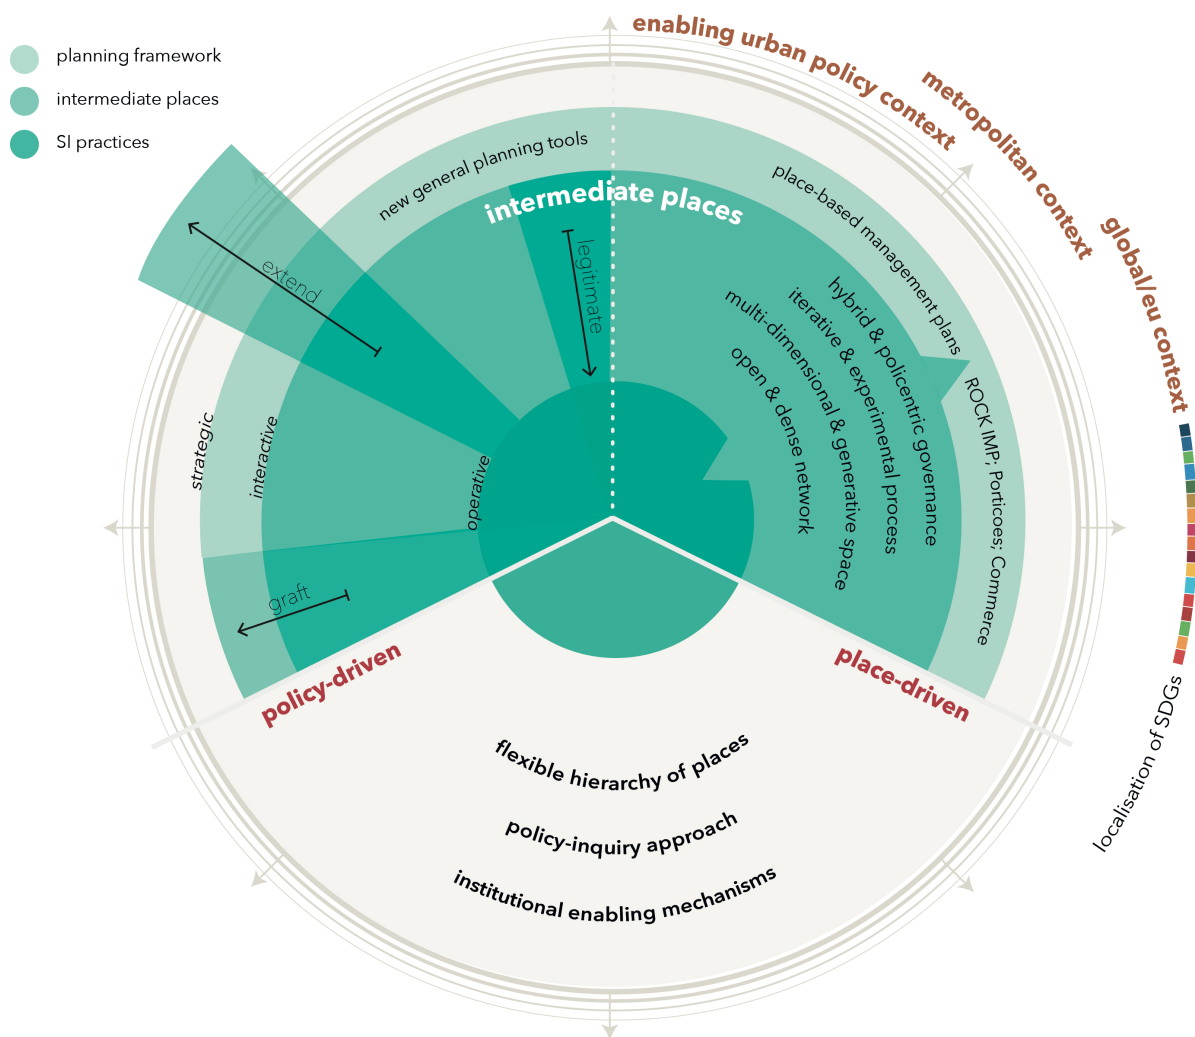 planning framework
intermediate places
SI practices
enabling urban policy context
metropolitan context
global/eu context
new general planning tools
place-based management plans
intermediate places
legitimate
extend
strategic
interactive
operative
graft
hybrid & policentric governance
iterative & experimental process
multi-dimensional & generative space
open & dense network
ROCK IMP; Porticoes; Commerce
policy-driven
place-driven
localisation of SDGs
flexible hierarchy of places
policy-inquiry approach
institutional enabling mechanisms